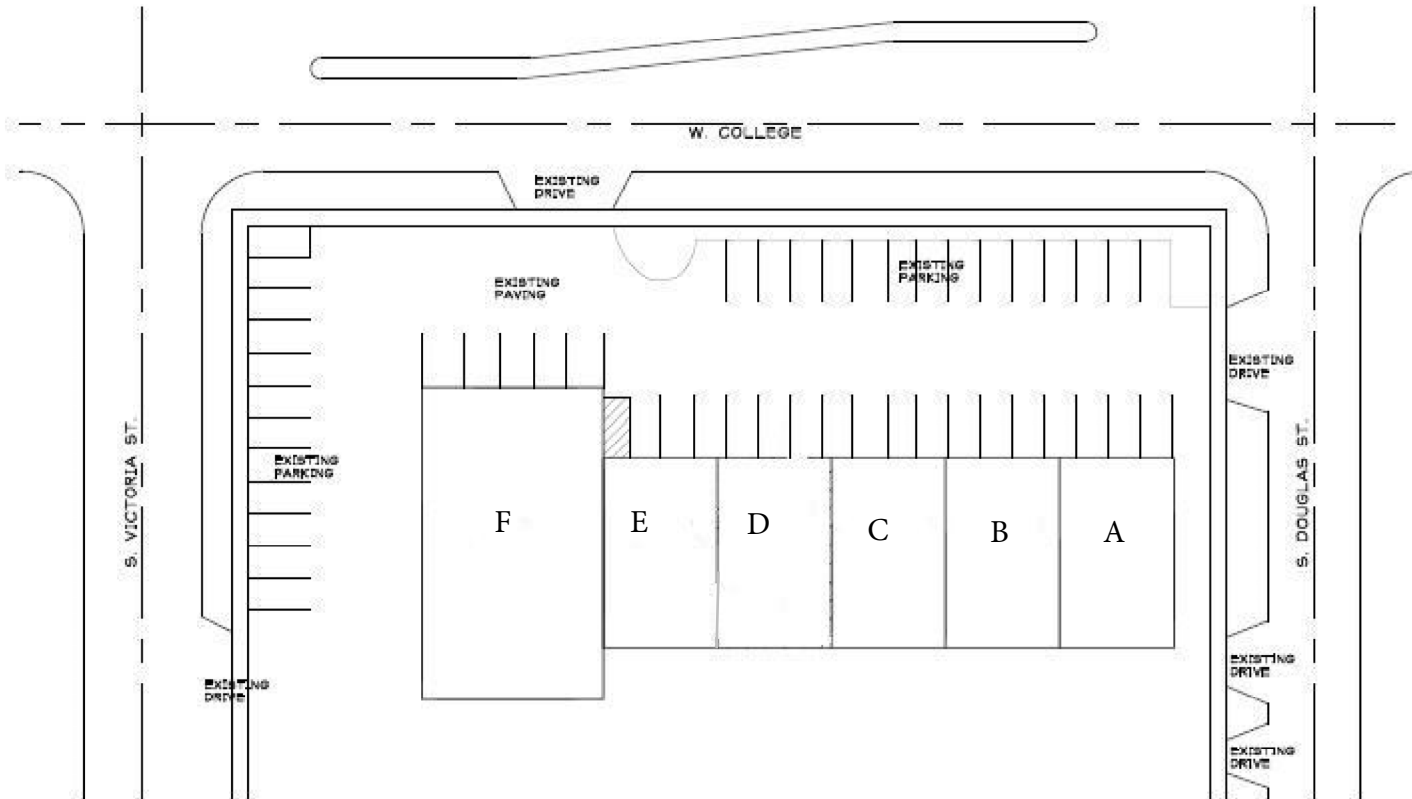 W. COLLEGE
EXISTING
DRIVE
EXISTING
PAVING
EXISTING
PARKING
EXISTING
DRIVE
S. VICTORIA ST.
EXISTING
PARKING
S. DOUGLAS ST.
F
E
D
C
B
A
EXISTING
DRIVE
EXISTING
DRIVE
EXISTING
DRIVE